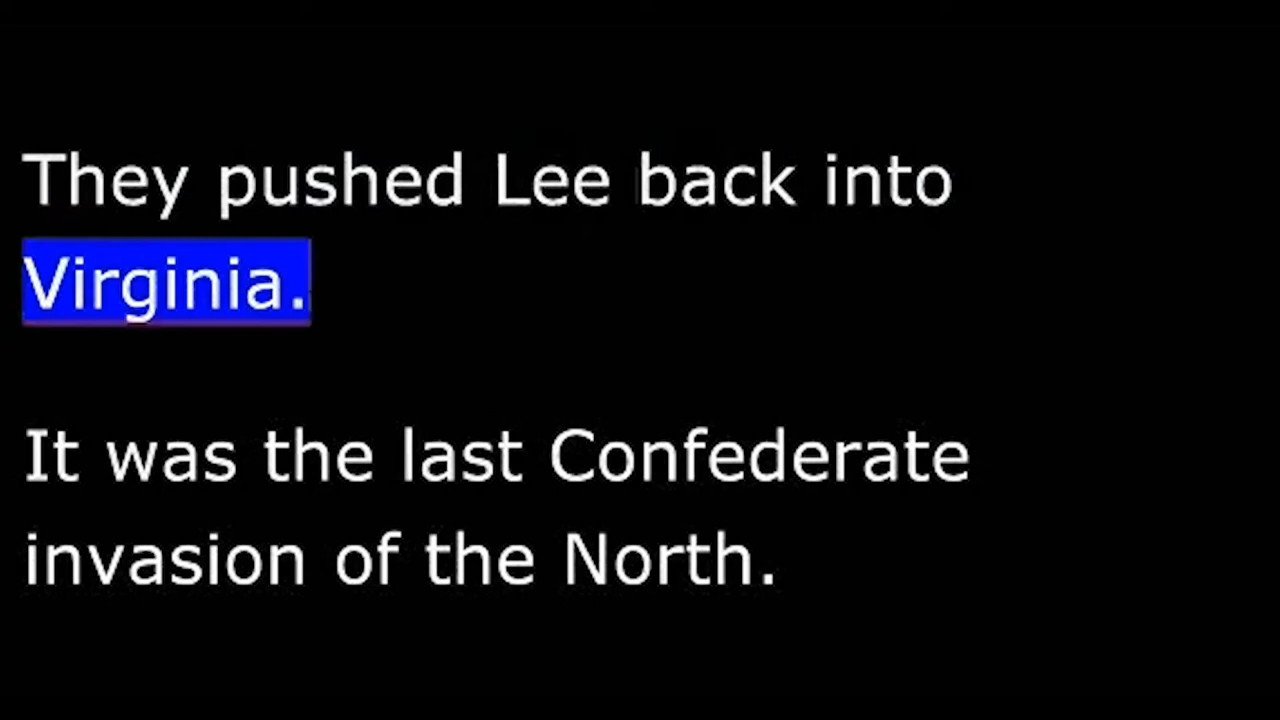 They pushed Lee back into
Virginia.
It was the last Confederate
invasion of the North.